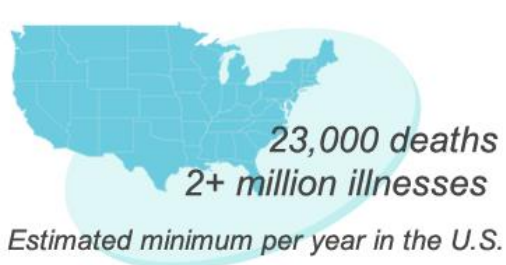 23,000 deaths
2+ million illnesses
Estimated minimum per year in the U.S.